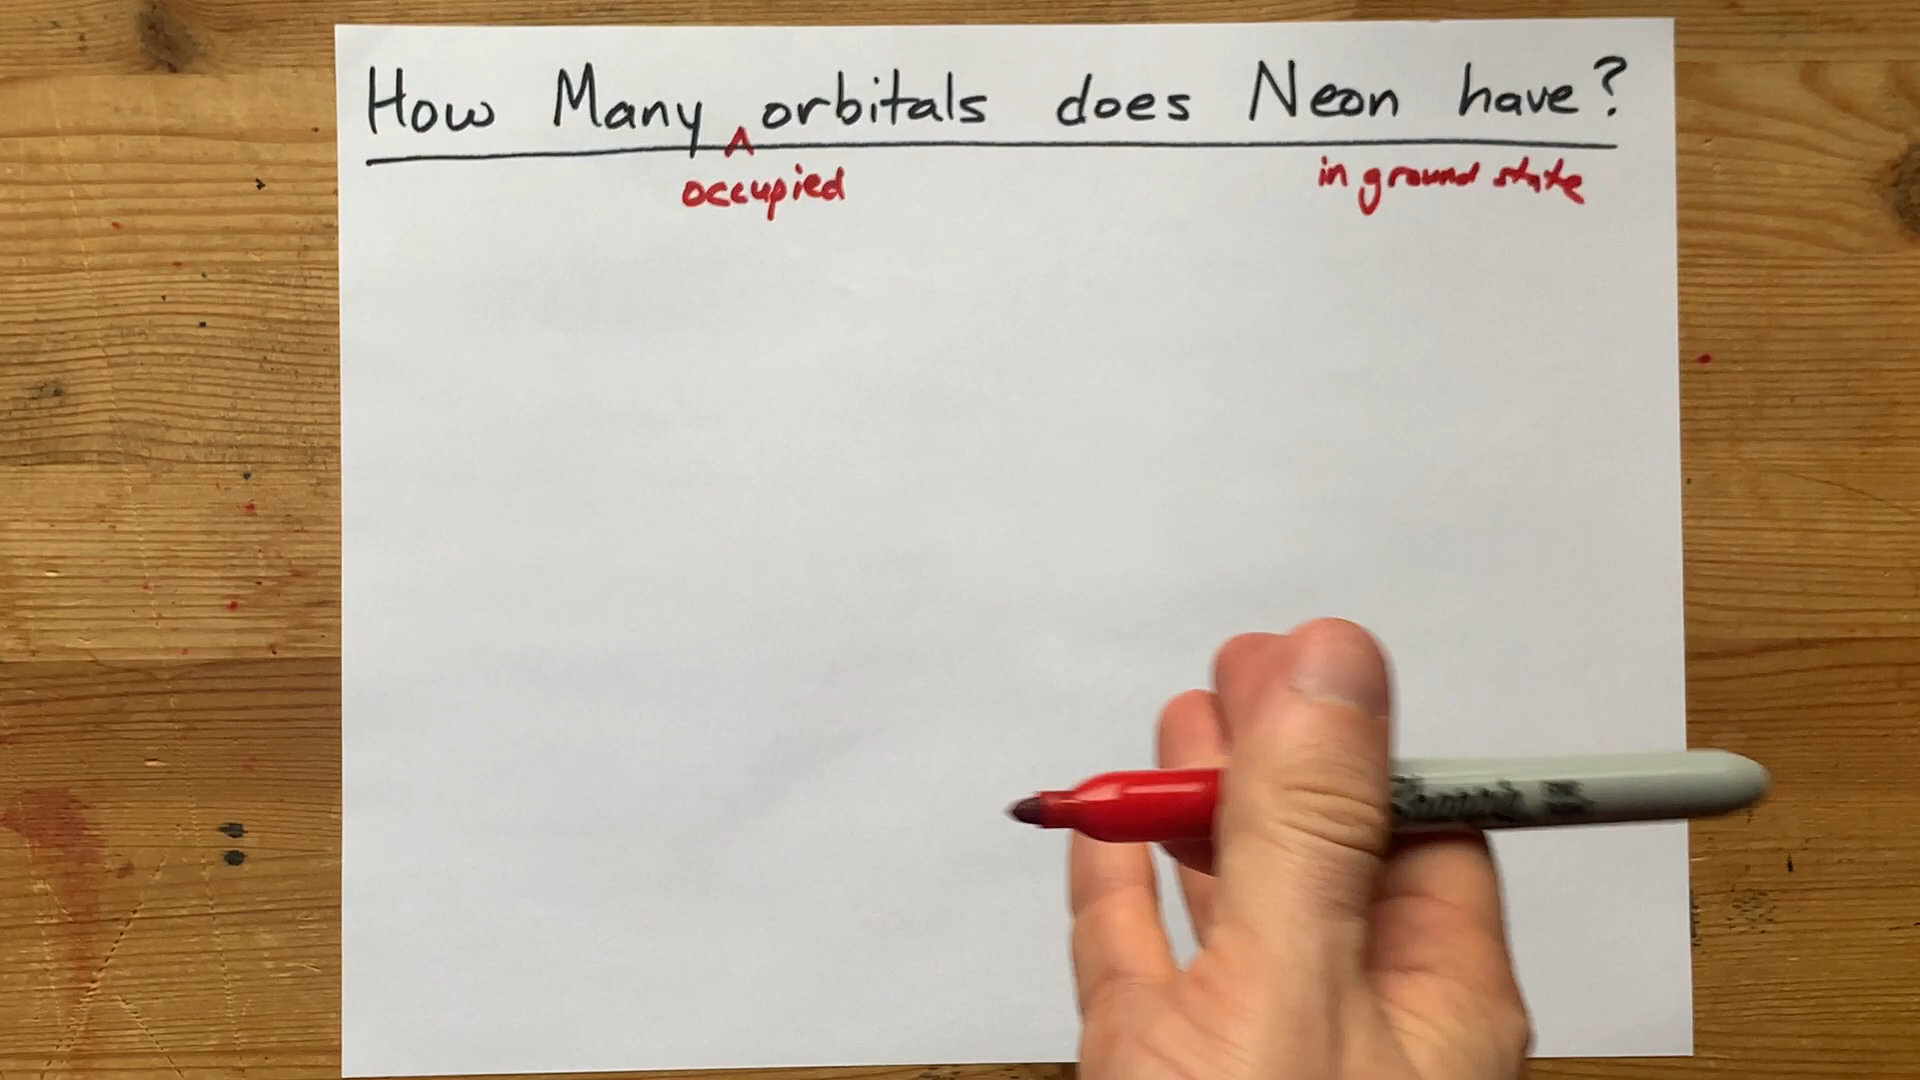 How Many ^ orbitals does Neon have?
occupied in ground state